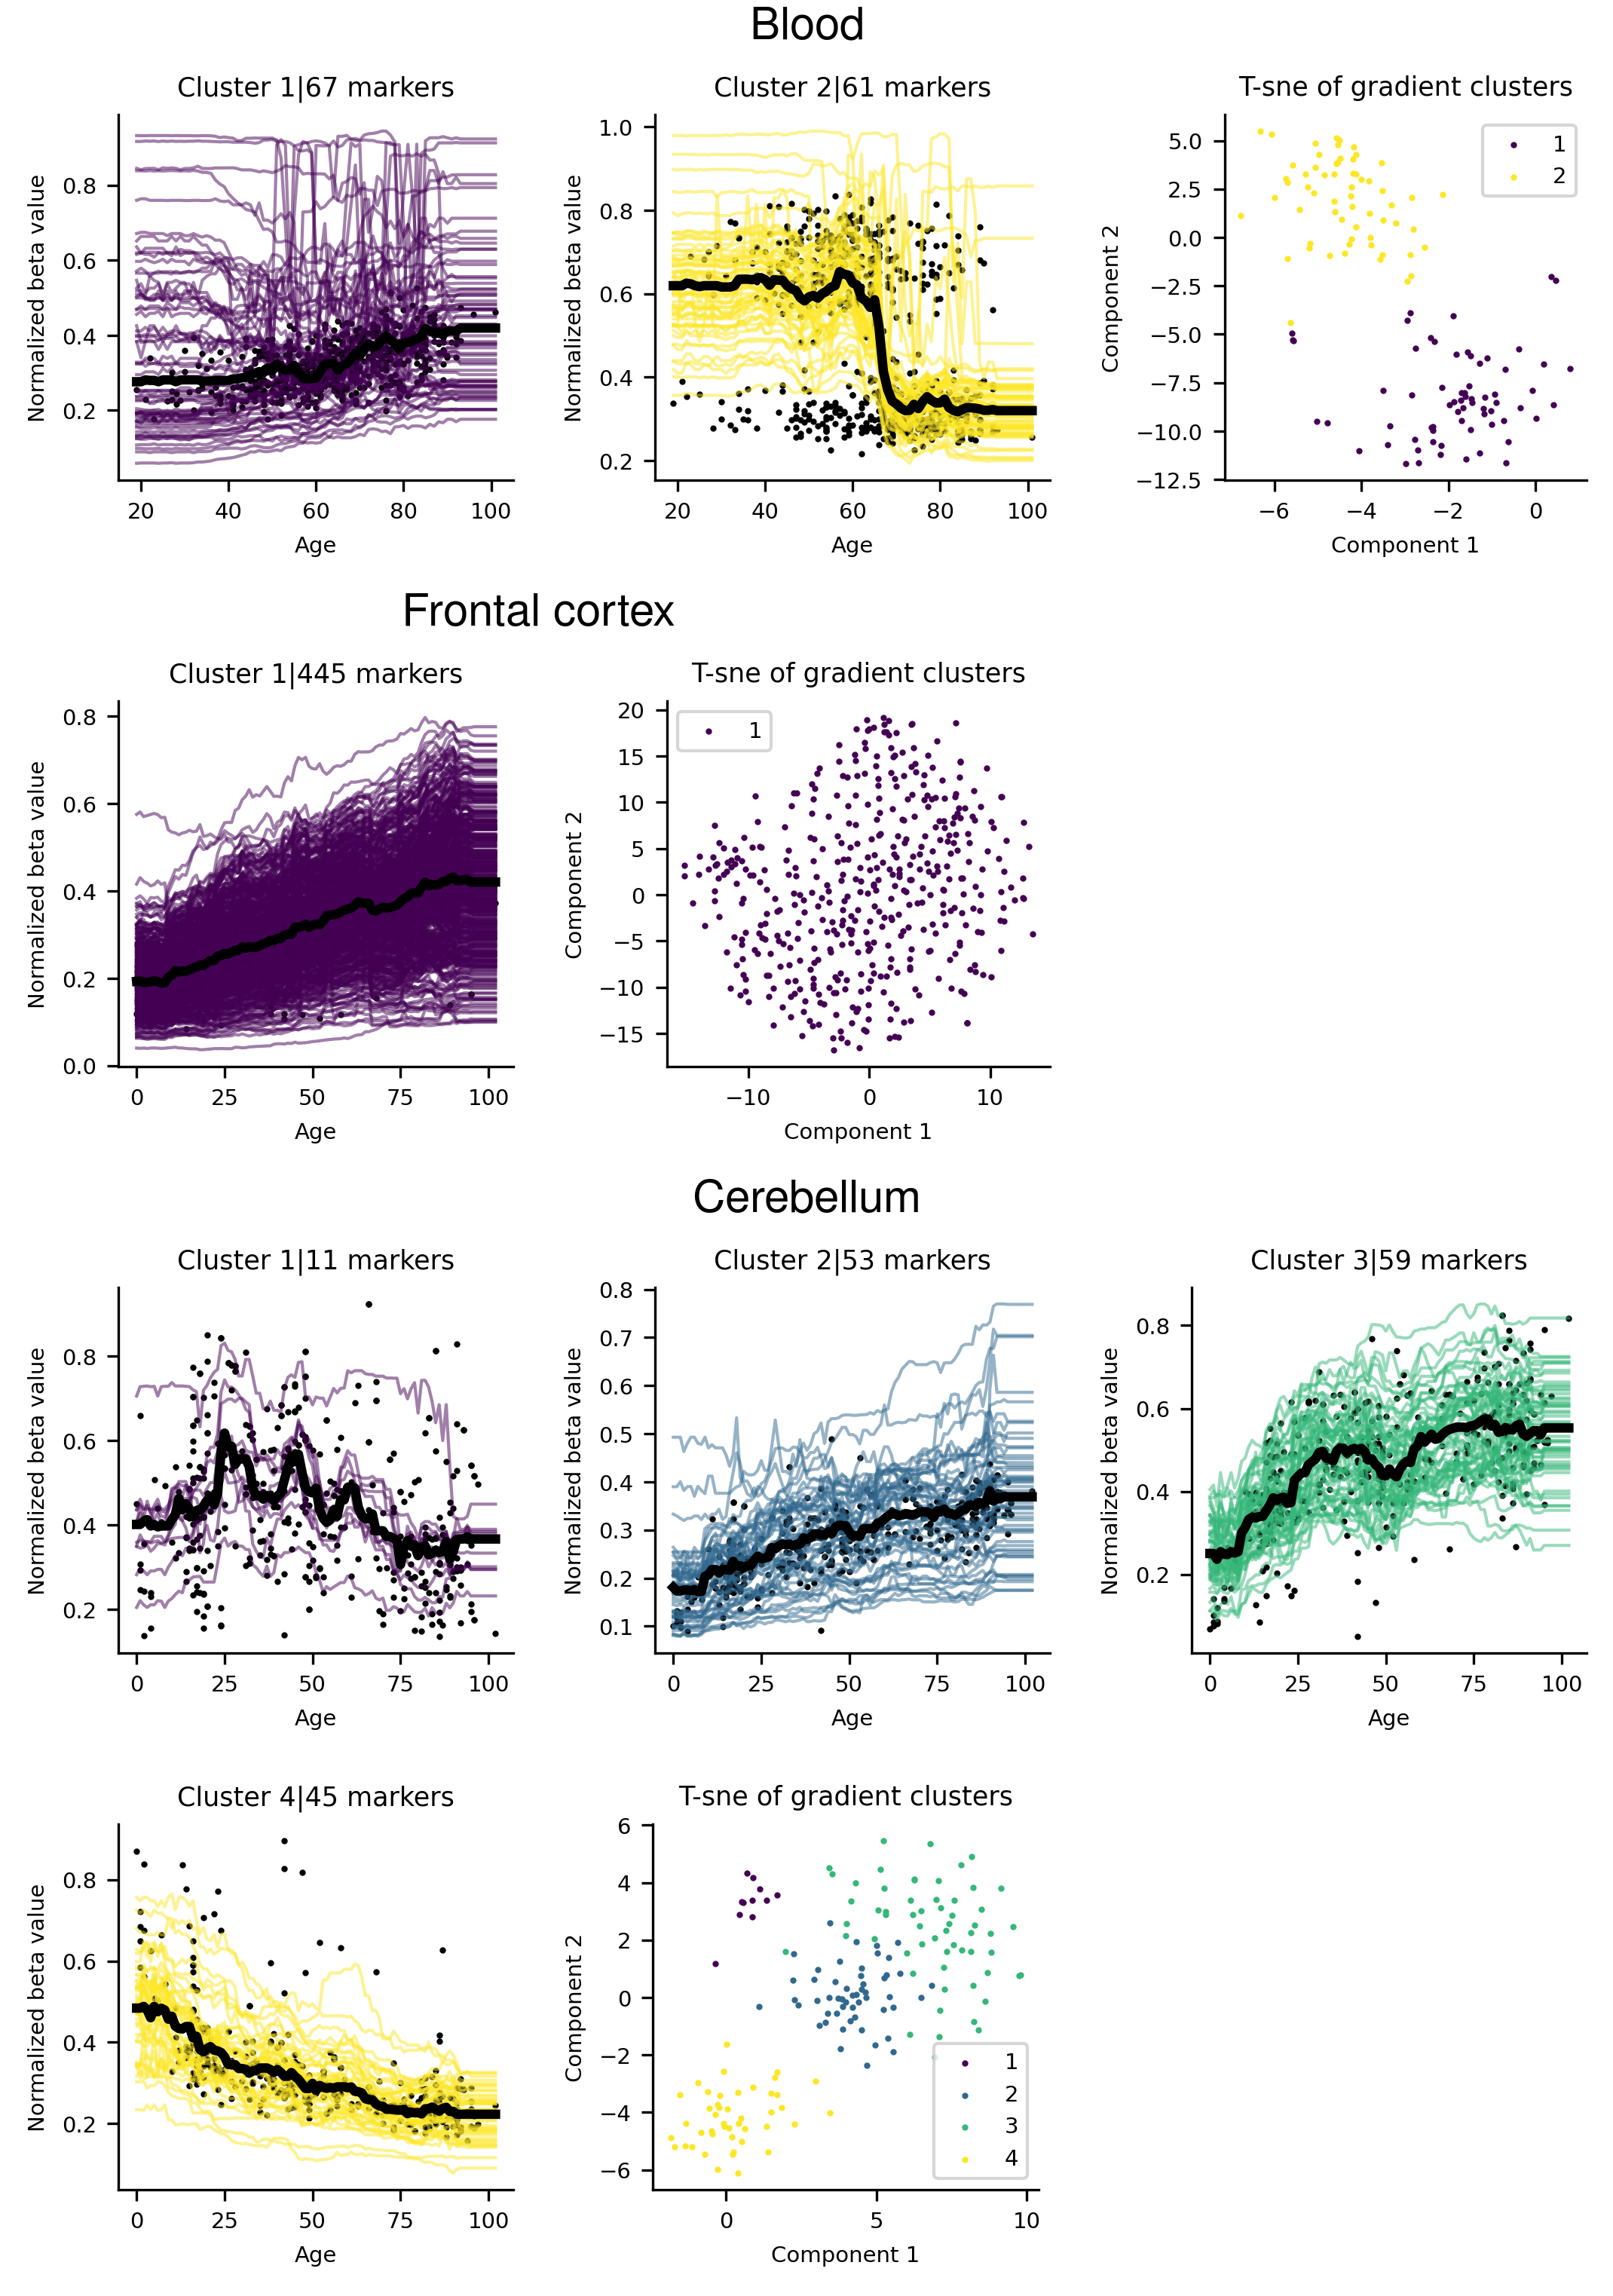 Blood
Cluster 1|67 markers
Normalized beta value
0.8
0.6
0.4
0.2
20 40 60 80 100
Age
Cluster 2|61 markers
Normalized beta value
1.0
0.8
0.6
0.4
0.2
20 40 60 80 100
Age
T-sne of gradient clusters
1
2
Component 2
5.0
2.5
0.0
−2.5
−5.0
−7.5
−10.0
−12.5
−6 −4 −2 0
Component 1
Frontal cortex
Cluster 1|445 markers
Normalized beta value
0.8
0.6
0.4
0.2
0.0
0 25 50 75 100
Age
T-sne of gradient clusters
1
Component 2
20
15
10
5
0
−5
−10
−15
−10 0 10
Component 1
Cerebellum
Cluster 1|11 markers
Normalized beta value
0.8
0.6
0.4
0.2
0 25 50 75 100
Age
Cluster 2|53 markers
Normalized beta value
0.8
0.7
0.6
0.5
0.4
0.3
0.2
0.1
0 25 50 75 100
Age
Cluster 3|59 markers
Normalized beta value
0.8
0.6
0.4
0.2
0 25 50 75 100
Age
Cluster 4|45 markers
Normalized beta value
0.8
0.6
0.4
0.2
0 25 50 75 100
Age
T-sne of gradient clusters
Component 2
6
4
2
0
−2
−4
−6
1
2
3
4
0 5 10
Component 1